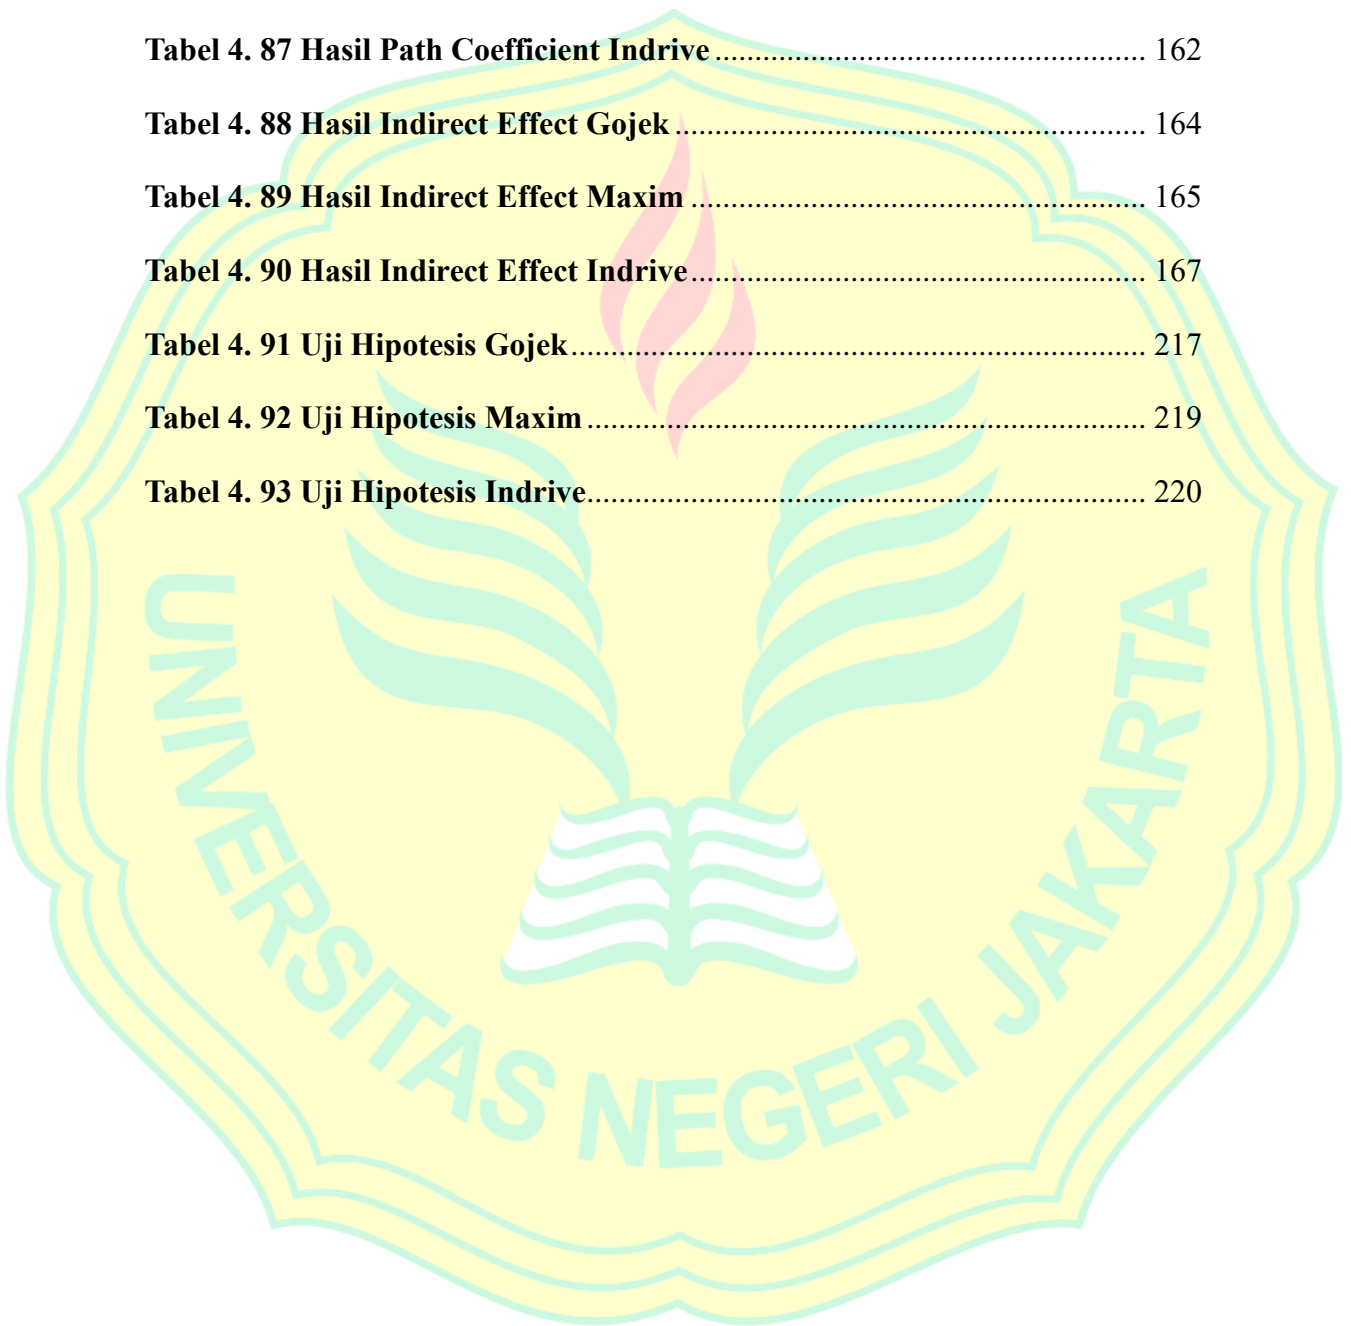 Tabel 4. 87 Hasil Path Coefficient Indrive ........................................................ 162
Tabel 4. 88 Hasil Indirect Effect Gojek ............................................................. 164
Tabel 4. 89 Hasil Indirect Effect Maxim ........................................................... 165
Tabel 4. 90 Hasil Indirect Effect Indrive ........................................................... 167
Tabel 4. 91 Uji Hipotesis Gojek ........................................................................... 217
Tabel 4. 92 Uji Hipotesis Maxim ......................................................................... 219
Tabel 4. 93 Uji Hipotesis Indrive ......................................................................... 220
UNIVERSITAS NEGERI JAKARTA